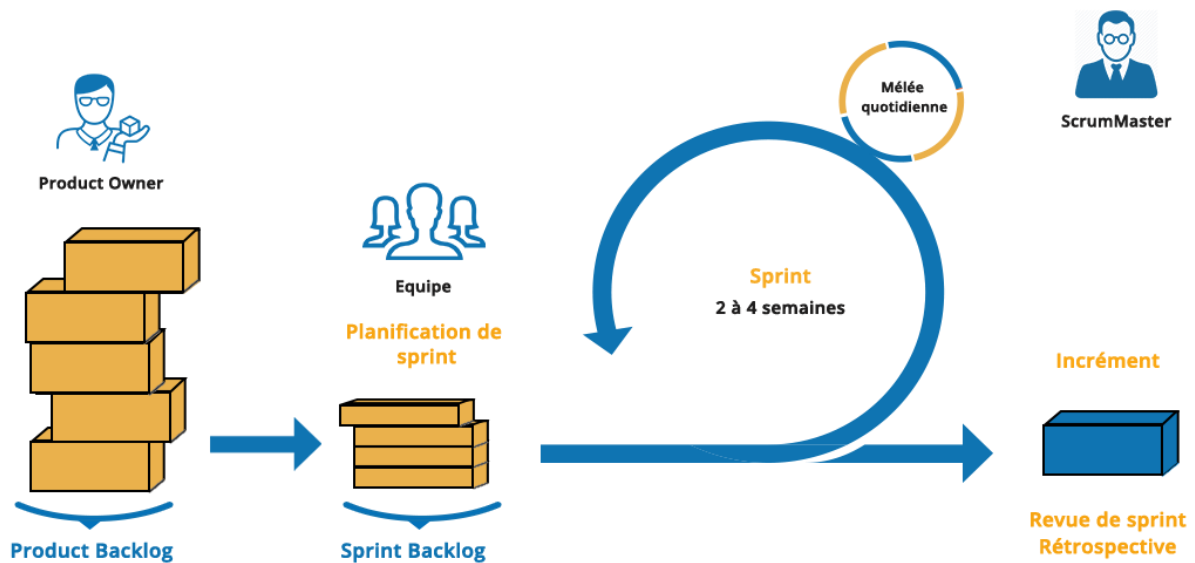 Product Owner
Product Backlog
Equipe
Planification de
sprint
Sprint Backlog
Mélée
quotidienne
Sprint
2 à 4 semaines
ScrumMaster
Incrément
Revue de sprint
Rétrospective